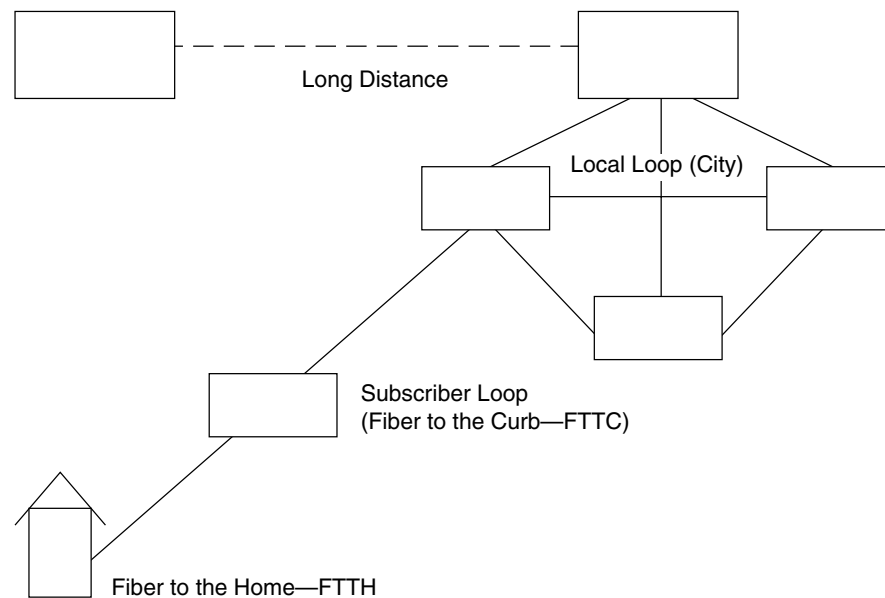 Long Distance
Local Loop (City)
Subscriber Loop
(Fiber to the Curb—FTTC)
Fiber to the Home—FTTH